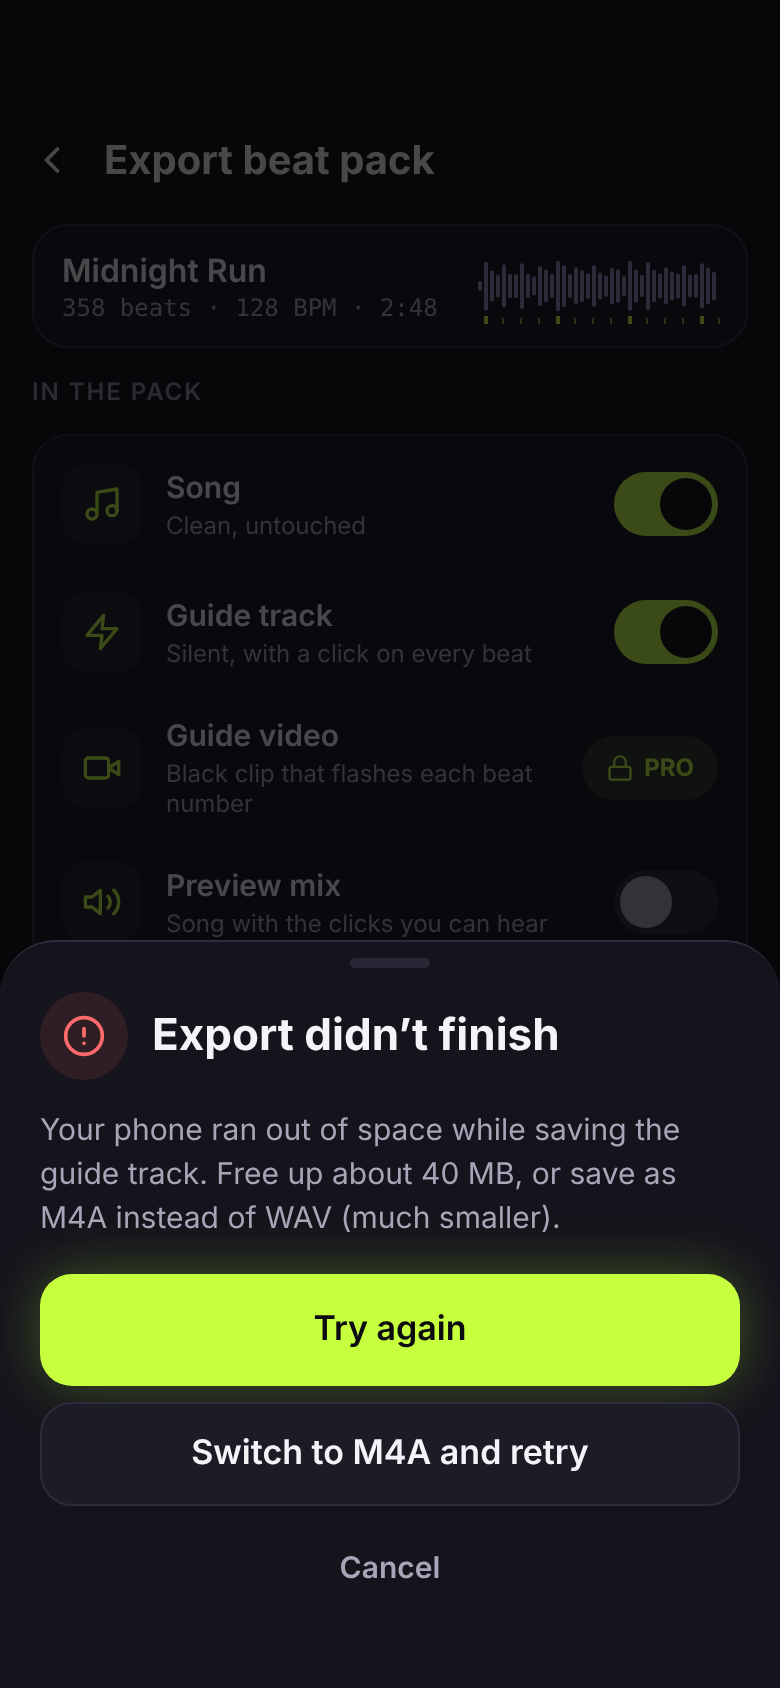 Export beat pack
Midnight Run
358 beats · 128 BPM · 2:48
IN THE PACK
Song
Clean, untouched
Guide track
Silent, with a click on every beat
Guide video
Black clip that flashes each beat
number
PRO
Preview mix
Song with the clicks you can hear
Export didn’t finish
Your phone ran out of space while saving the
guide track. Free up about 40 MB, or save as
M4A instead of WAV (much smaller).
Try again
Switch to M4A and retry
Cancel